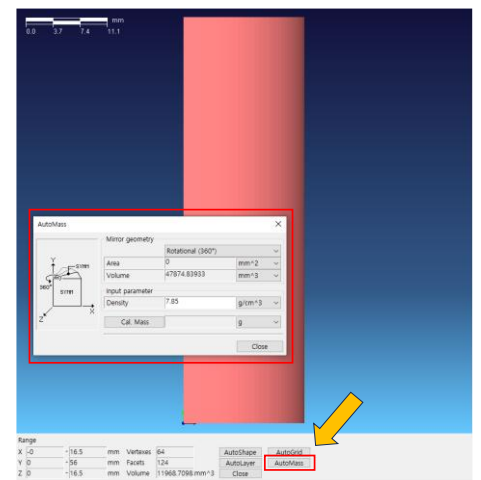 mm
0.0 3.7 7.4 11.1
AutoMass ×
Mirror geometry
Rotational (360°)
Area 0 mm^2
Volume 47874.83933 mm^3
Input parameter
Density 7.85 g/cm^3
Cal. Mass g
Close
Y
SYMM
360°
SYMM
X
Z
Range
X -0 - 16.5 mm Vertexes 64 AutoShape AutoGrid
Y 0 - 56 mm Facets 124 AutoLayer AutoMass
Z 0 - 16.5 mm Volume 11968.7098 mm^3 Close